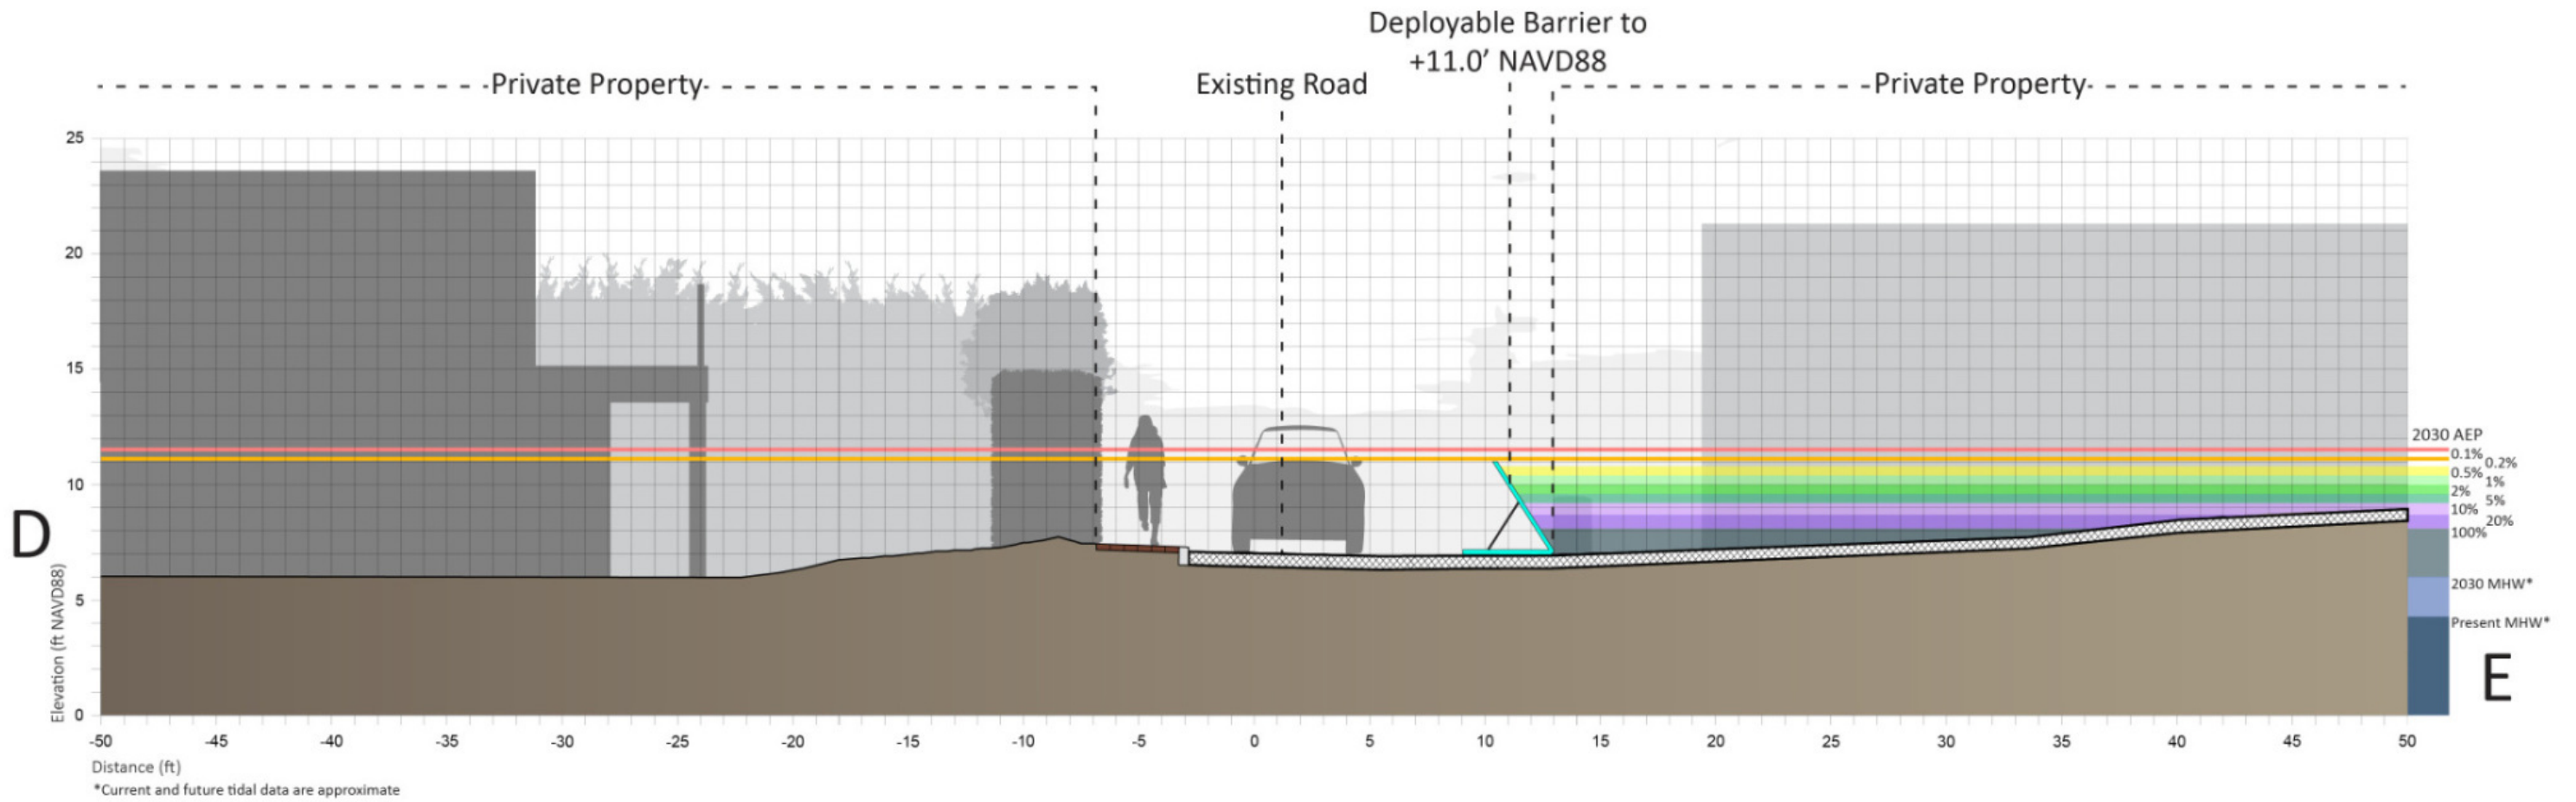 Deployable Barrier to
+11.0’ NAVD88
Private Property
Existing Road
Private Property
25
20
15
10
5
0
Elevation (ft NAVD88)
D
2030 AEP
0.1%
0.2%
0.5%
1%
2%
5%
10%
20%
100%
2030 MHW*
Present MHW*
E
-50 -45 -40 -35 -30 -25 -20 -15 -10 -5 0 5 10 15 20 25 30 35 40 45 50
Distance (ft)
*Current and future tidal data are approximate